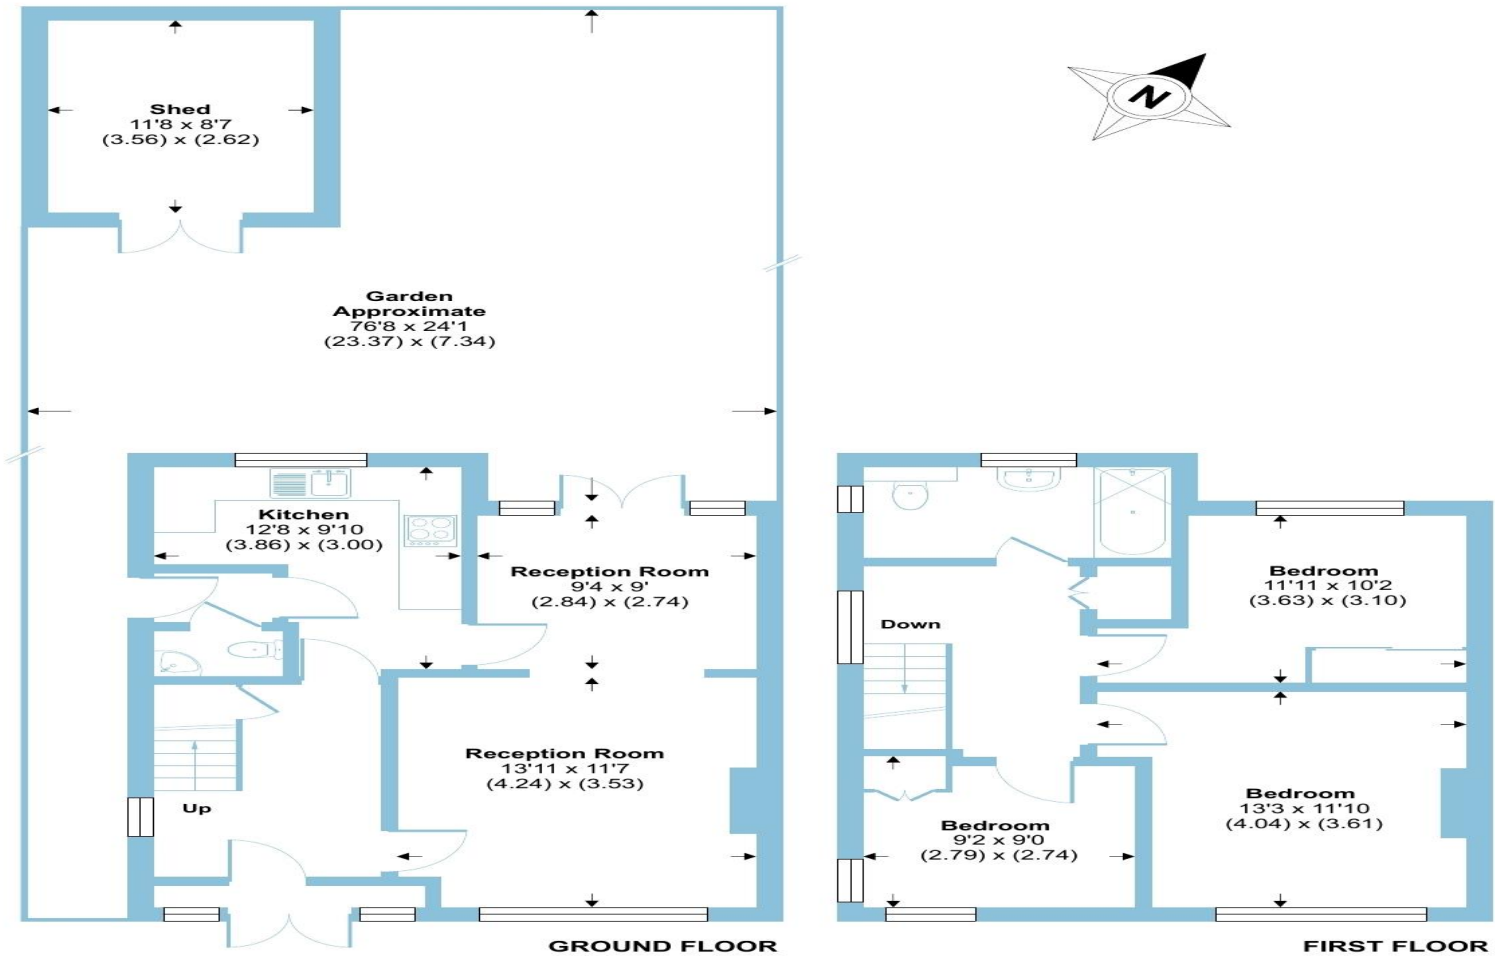 Shed
11'8 x 8'7
(3.56) x (2.62)
N
Garden
Approximate
76'8 x 24'1
(23.37) x (7.34)
Kitchen
12'8 x 9'10
(3.86) x (3.00)
Reception Room
9'4 x 9'
(2.84) x (2.74)
Reception Room
13'11 x 11'7
(4.24) x (3.53)
Up
GROUND FLOOR
Bedroom
11'11 x 10'2
(3.63) x (3.10)
Down
Bedroom
13'3 x 11'10
(4.04) x (3.61)
Bedroom
9'2 x 9'0
(2.79) x (2.74)
FIRST FLOOR